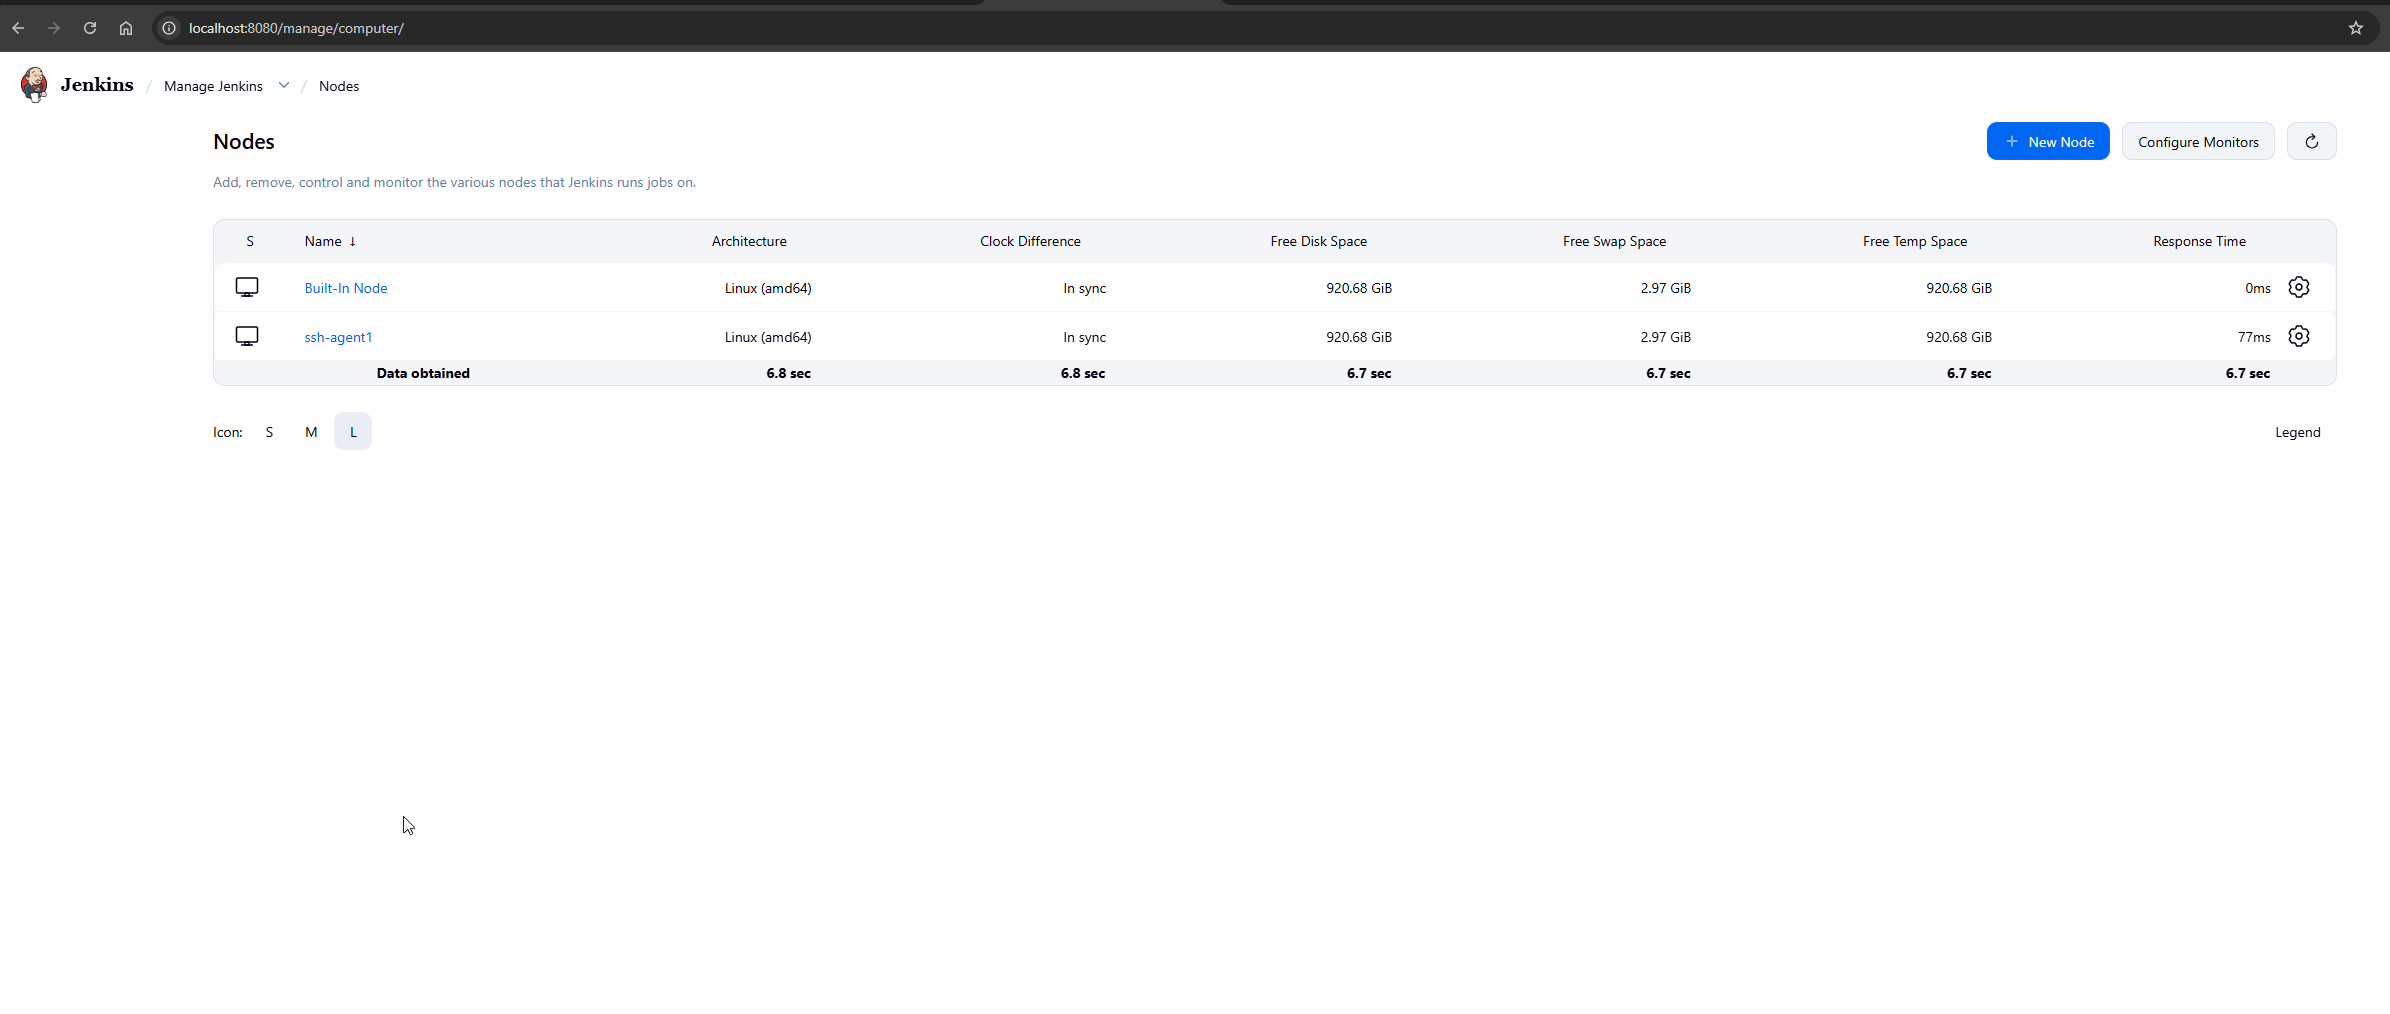 localhost:8080/manage/computer/
Jenkins / Manage Jenkins / Nodes
Nodes
+ New Node Configure Monitors
Add, remove, control and monitor the various nodes that Jenkins runs jobs on.
S Name ↓ Architecture Clock Difference Free Disk Space Free Swap Space Free Temp Space Response Time
Built-In Node Linux (amd64) In sync 920.68 GiB 2.97 GiB 920.68 GiB 0ms
ssh-agent1 Linux (amd64) In sync 920.68 GiB 2.97 GiB 920.68 GiB 77ms
Data obtained 6.8 sec 6.8 sec 6.7 sec 6.7 sec 6.7 sec 6.7 sec
Icon: S M L Legend